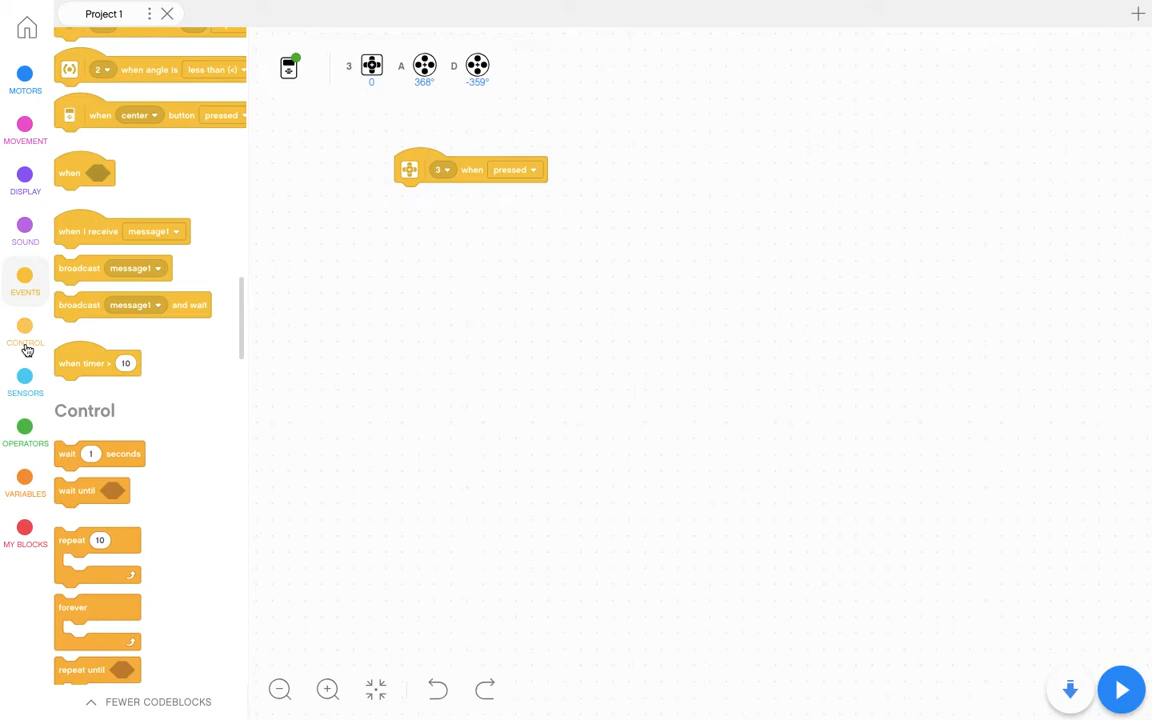 Project 1
3 A D
0 368° -359°
MOTORS
MOVEMENT
DISPLAY
SOUND
EVENTS
CONTROL
SENSORS
OPERATORS
VARIABLES
MY BLOCKS
2 when angle is less than (<)
when center button pressed
when
when I receive message1
broadcast message1
broadcast message1 and wait
when timer > 10
Control
wait 1 seconds
wait until
repeat 10
forever
repeat until
FEWER CODEBLOCKS
3 when pressed